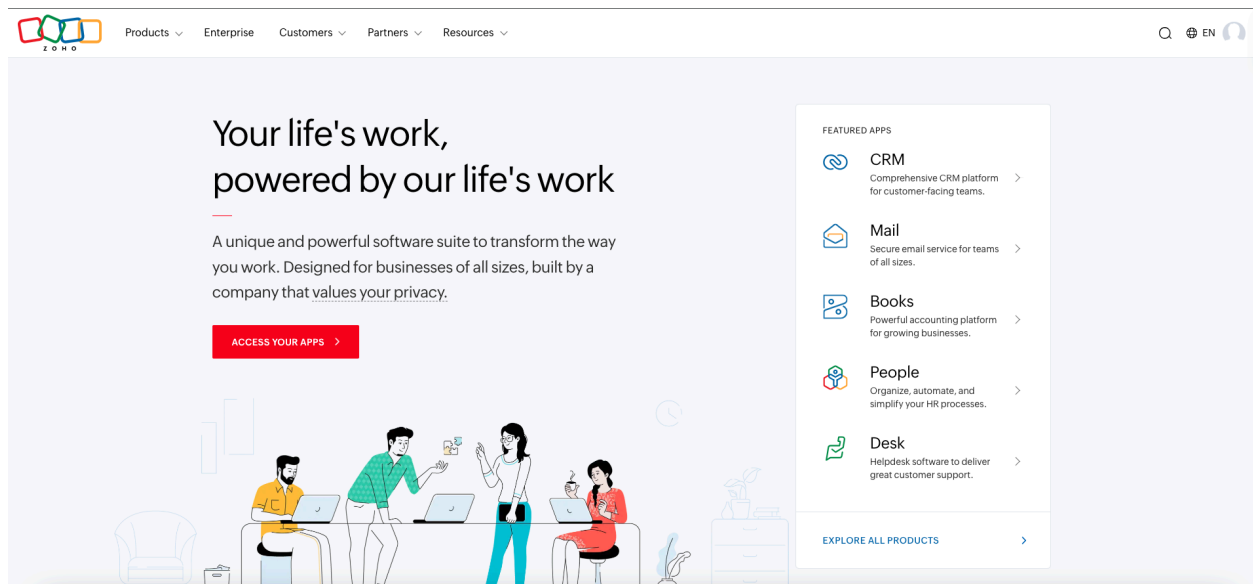 ZOHO
Products
Enterprise
Customers
Partners
Resources
EN
Your life's work,
powered by our life's work
A unique and powerful software suite to transform the way
you work. Designed for businesses of all sizes, built by a
company that values your privacy.
ACCESS YOUR APPS
FEATURED APPS
CRM
Comprehensive CRM platform
for customer-facing teams.
Mail
Secure email service for teams
of all sizes.
Books
Powerful accounting platform
for growing businesses.
People
Organize, automate, and
simplify your HR processes.
Desk
Helpdesk software to deliver
great customer support.
EXPLORE ALL PRODUCTS